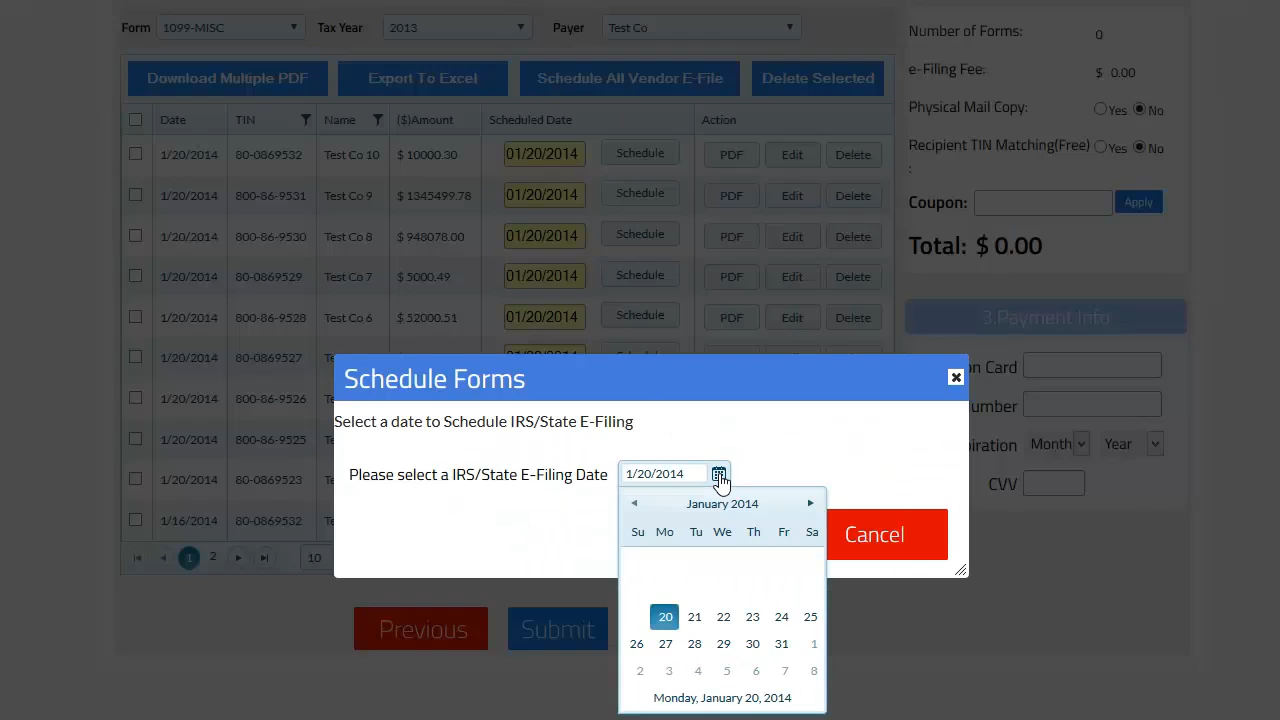 Form 1099-MISC Tax Year 2013 Payer Test Co
Download Multiple PDF Export To Excel Schedule All Vendor E-File Delete Selected
Date TIN Name ($)Amount Scheduled Date Action
1/20/2014 80-0869532 Test Co 10 $ 10000.30 01/20/2014 Schedule PDF Edit Delete
1/20/2014 800-86-9531 Test Co 9 $ 1345499.78 01/20/2014 Schedule PDF Edit Delete
1/20/2014 800-86-9530 Test Co 8 $ 948078.00 01/20/2014 Schedule PDF Edit Delete
1/20/2014 80-0869529 Test Co 7 $ 5000.49 01/20/2014 Schedule PDF Edit Delete
1/20/2014 80-0869528 Test Co 6 $ 52000.51 01/20/2014 Schedule PDF Edit Delete
1/20/2014 80-0869527
1/20/2014 800-86-9526
1/20/2014 800-86-9525
1/16/2014 80-0869532
1 2 10
Previous Submit
Number of Forms: 0
e-Filing Fee: $ 0.00
Physical Mail Copy: Yes No
Recipient TIN Matching(Free) Yes No
:
Coupon: Apply
Total: $ 0.00
3.Payment Info
on Card
umber
piration Month Year
CVV
Schedule Forms
Select a date to Schedule IRS/State E-Filing
Please select a IRS/State E-Filing Date 1/20/2014
Cancel
January 2014
Su Mo Tu We Th Fr Sa
20 21 22 23 24 25
26 27 28 29 30 31 1
2 3 4 5 6 7 8
Monday, January 20, 2014